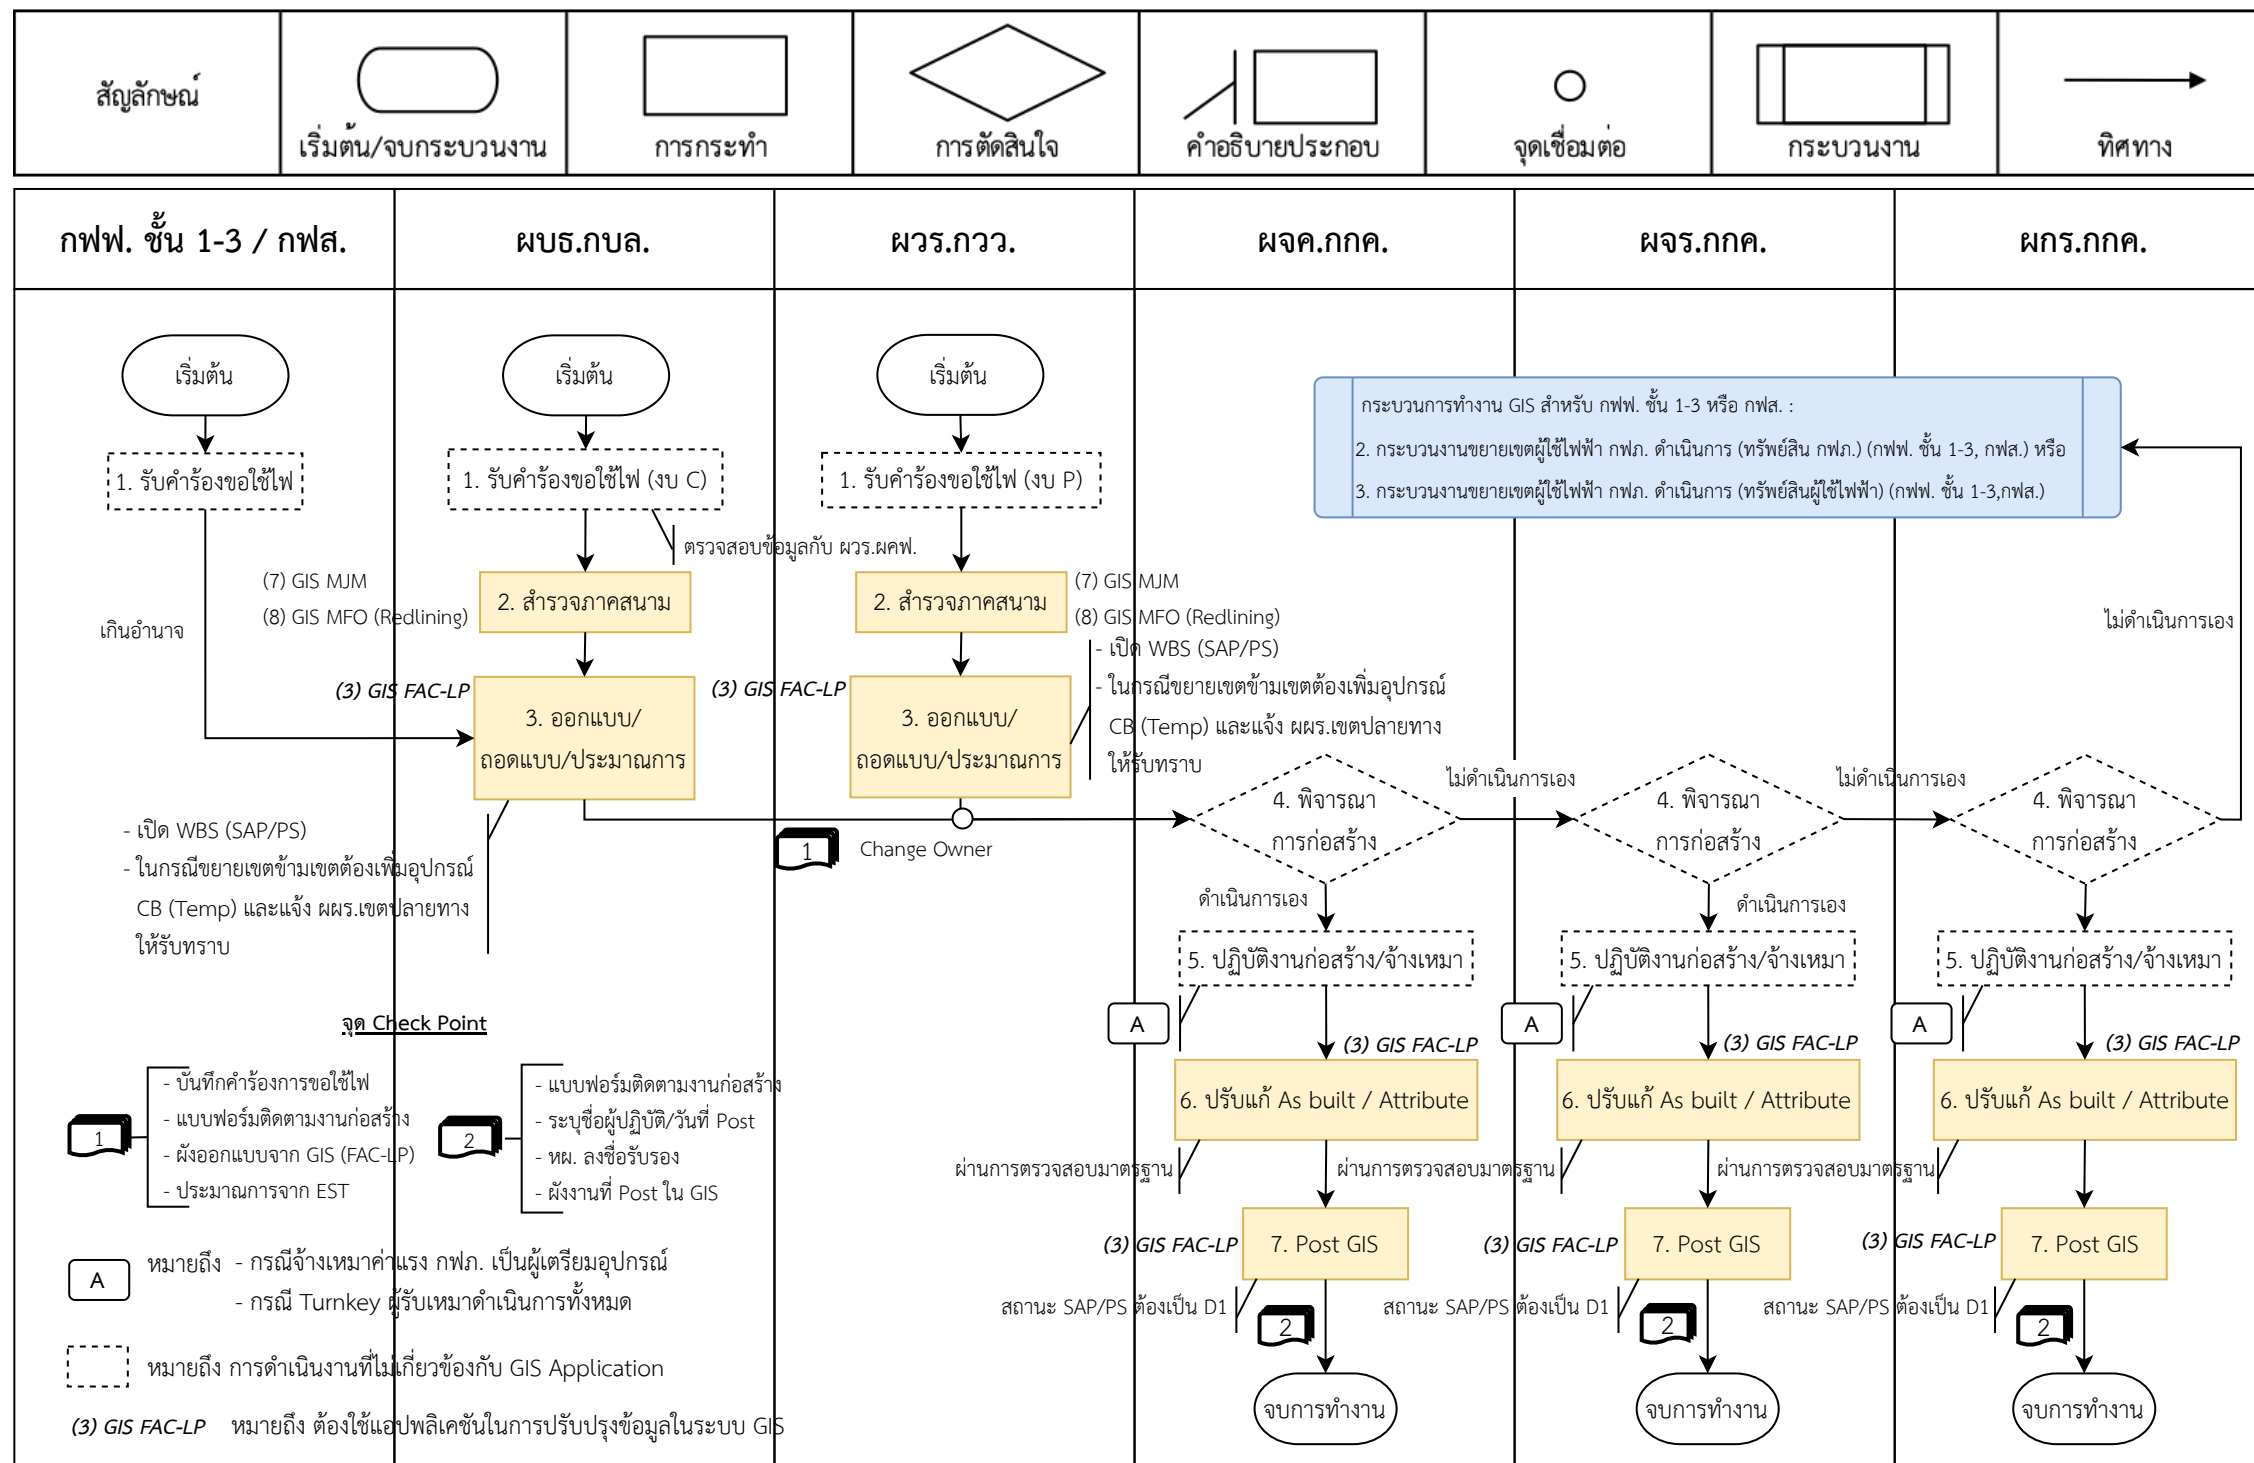 สัญลักษณ์
เริ่มต้น/จบกระบวนงาน
การกระทำ
การตัดสินใจ
คำอธิบายประกอบ
จุดเชื่อมต่อ
กระบวนงาน
ทิศทาง
กฟฟ. ชั้น 1-3 / กฟส.
ผบธ.กบล.
ผวร.กวว.
ผจค.กกค.
ผจร.กกค.
ผกร.กกค.
เริ่มต้น
1. รับคำร้องขอใช้ไฟ
เกินอำนาจ
เริ่มต้น
1. รับคำร้องขอใช้ไฟ (งบ C)
ตรวจสอบข้อมูลกับ ผวร.ผคฟ.
(7) GIS MJM
(8) GIS MFO (Redlining)
2. สำรวจภาคสนาม
(3) GIS FAC-LP
3. ออกแบบ/
ถอดแบบ/ประมาณการ
- เปิด WBS (SAP/PS)
- ในกรณีขยายเขตข้ามเขตต้องเพิ่มอุปกรณ์
CB (Temp) และแจ้ง ผผร.เขตปลายทาง
ให้รับทราบ
เริ่มต้น
1. รับคำร้องขอใช้ไฟ (งบ P)
2. สำรวจภาคสนาม
(7) GIS MJM
(8) GIS MFO (Redlining)
(3) GIS FAC-LP
3. ออกแบบ/
ถอดแบบ/ประมาณการ
- เปิด WBS (SAP/PS)
- ในกรณีขยายเขตข้ามเขตต้องเพิ่มอุปกรณ์
CB (Temp) และแจ้ง ผผร.เขตปลายทาง
ให้รับทราบ
1
Change Owner
กระบวนการทำงาน GIS สำหรับ กฟฟ. ชั้น 1-3 หรือ กฟส. :
2. กระบวนงานขยายเขตผู้ใช้ไฟฟ้า กฟภ. ดำเนินการ (ทรัพย์สิน กฟภ.) (กฟฟ. ชั้น 1-3, กฟส.) หรือ
3. กระบวนงานขยายเขตผู้ใช้ไฟฟ้า กฟภ. ดำเนินการ (ทรัพย์สินผู้ใช้ไฟฟ้า) (กฟฟ. ชั้น 1-3,กฟส.)
ไม่ดำเนินการเอง
4. พิจารณา
การก่อสร้าง
ไม่ดำเนินการเอง
4. พิจารณา
การก่อสร้าง
ไม่ดำเนินการเอง
4. พิจารณา
การก่อสร้าง
ดำเนินการเอง
ดำเนินการเอง
5. ปฏิบัติงานก่อสร้าง/จ้างเหมา
5. ปฏิบัติงานก่อสร้าง/จ้างเหมา
5. ปฏิบัติงานก่อสร้าง/จ้างเหมา
A
A
A
(3) GIS FAC-LP
(3) GIS FAC-LP
(3) GIS FAC-LP
6. ปรับแก้ As built / Attribute
6. ปรับแก้ As built / Attribute
6. ปรับแก้ As built / Attribute
ผ่านการตรวจสอบมาตรฐาน
ผ่านการตรวจสอบมาตรฐาน
ผ่านการตรวจสอบมาตรฐาน
(3) GIS FAC-LP
7. Post GIS
(3) GIS FAC-LP
7. Post GIS
(3) GIS FAC-LP
7. Post GIS
สถานะ SAP/PS ต้องเป็น D1
2
สถานะ SAP/PS ต้องเป็น D1
2
สถานะ SAP/PS ต้องเป็น D1
2
จบการทำงาน
จบการทำงาน
จบการทำงาน
จุด Check Point
1
- บันทึกคำร้องการขอใช้ไฟ
- แบบฟอร์มติดตามงานก่อสร้าง
- ผังออกแบบจาก GIS (FAC-LP)
- ประมาณการจาก EST
2
- แบบฟอร์มติดตามงานก่อสร้าง
- ระบุชื่อผู้ปฏิบัติ/วันที่ Post
- หผ. ลงชื่อรับรอง
- ผังงานที่ Post ใน GIS
A
หมายถึง - กรณีจ้างเหมาค่าแรง กฟภ. เป็นผู้เตรียมอุปกรณ์
- กรณี Turnkey ผู้รับเหมาดำเนินการทั้งหมด
หมายถึง การดำเนินงานที่ไม่เกี่ยวข้องกับ GIS Application
(3) GIS FAC-LP หมายถึง ต้องใช้แอปพลิเคชันในการปรับปรุงข้อมูลในระบบ GIS